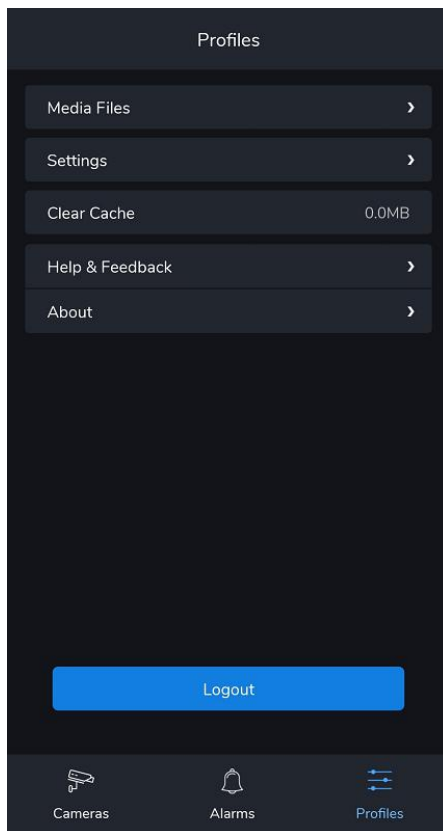 Profiles
Media Files
Settings
Clear Cache 0.0MB
Help & Feedback
About
Logout
Cameras Alarms Profiles